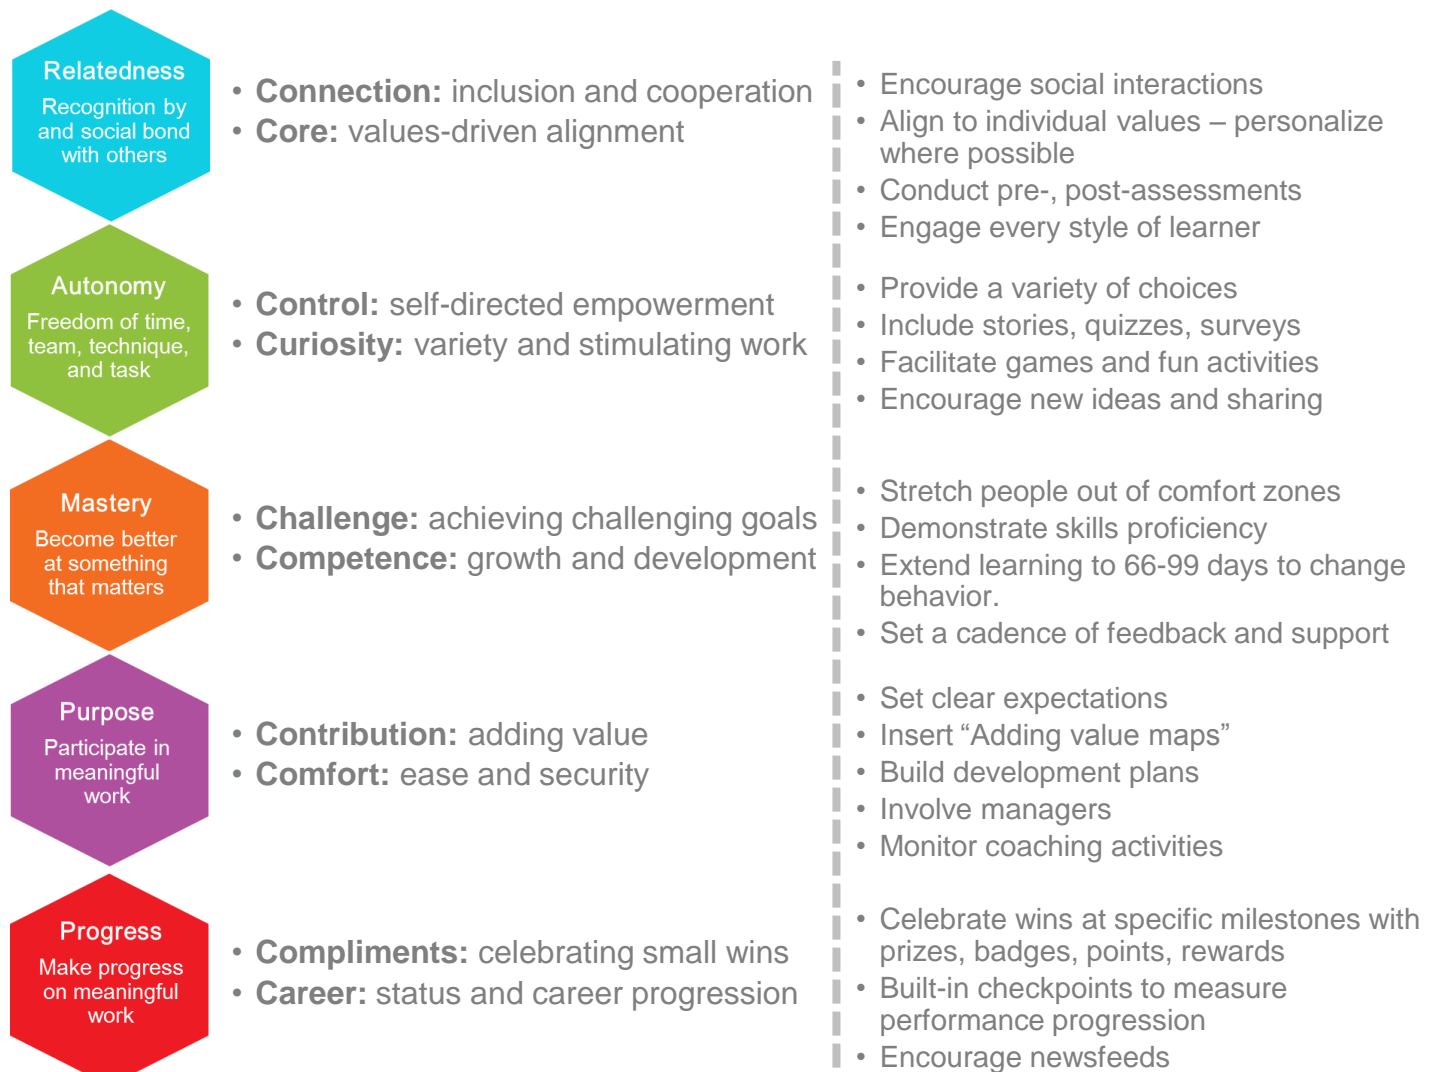 Relatedness
Recognition by
and social bond
with others
• Connection: inclusion and cooperation
• Core: values-driven alignment
• Encourage social interactions
• Align to individual values – personalize
where possible
• Conduct pre-, post-assessments
• Engage every style of learner
Autonomy
Freedom of time,
team, technique,
and task
• Control: self-directed empowerment
• Curiosity: variety and stimulating work
• Provide a variety of choices
• Include stories, quizzes, surveys
• Facilitate games and fun activities
• Encourage new ideas and sharing
Mastery
Become better
at something
that matters
• Challenge: achieving challenging goals
• Competence: growth and development
• Stretch people out of comfort zones
• Demonstrate skills proficiency
• Extend learning to 66-99 days to change
behavior.
• Set a cadence of feedback and support
Purpose
Participate in
meaningful
work
• Contribution: adding value
• Comfort: ease and security
• Set clear expectations
• Insert “Adding value maps”
• Build development plans
• Involve managers
• Monitor coaching activities
Progress
Make progress
on meaningful
work
• Compliments: celebrating small wins
• Career: status and career progression
• Celebrate wins at specific milestones with
prizes, badges, points, rewards
• Built-in checkpoints to measure
performance progression
• Encourage newsfeeds